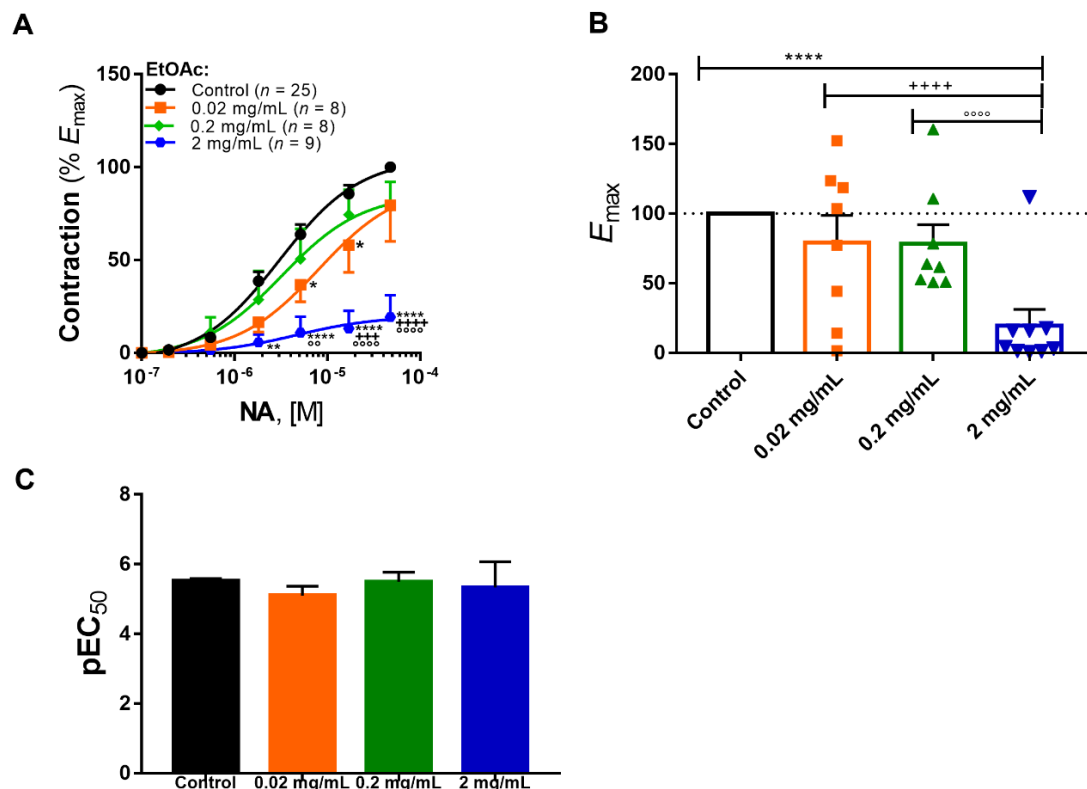 A
EtOAc:
Control (n = 25)
0.02 mg/mL (n = 8)
0.2 mg/mL (n = 8)
2 mg/mL (n = 9)
Contraction (% Emax)
150
100
50
0
*
*
**
****
°°
****
+++
°°°°
****
++++
°°°°
10-7
10-6
10-5
10-4
NA, [M]
B
****
++++
°°°°
Emax
200
150
100
50
0
Control
0.02 mg/mL
0.2 mg/mL
2 mg/mL
C
pEC50
8
6
4
2
0
Control
0.02 mg/mL
0.2 mg/mL
2 mg/mL